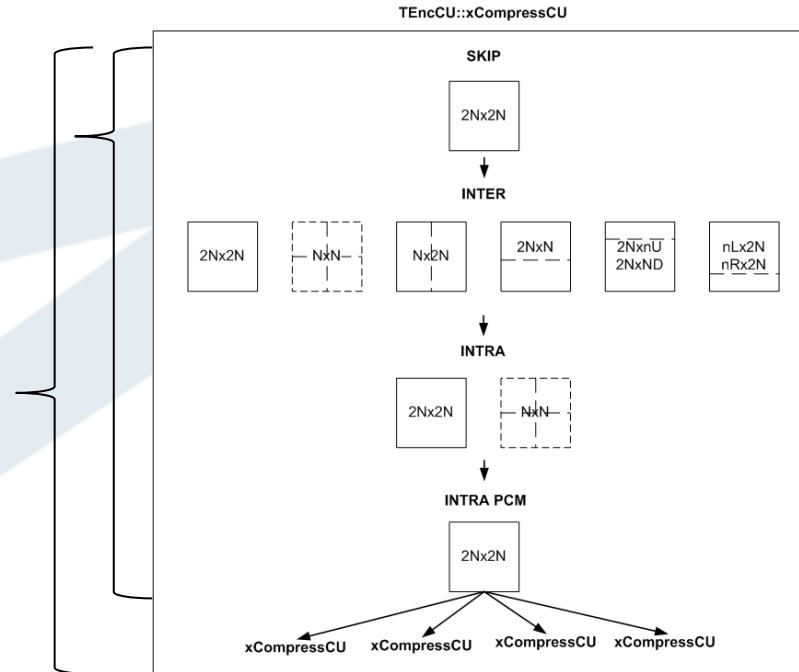 TEncCU::xCompressCU
SKIP
2Nx2N
INTER
2Nx2N
NxN
Nx2N
2NxN
2NxnU
2NxND
nLx2N
nRx2N
INTRA
2Nx2N
NxN
INTRA PCM
2Nx2N
xCompressCU xCompressCU xCompressCU xCompressCU